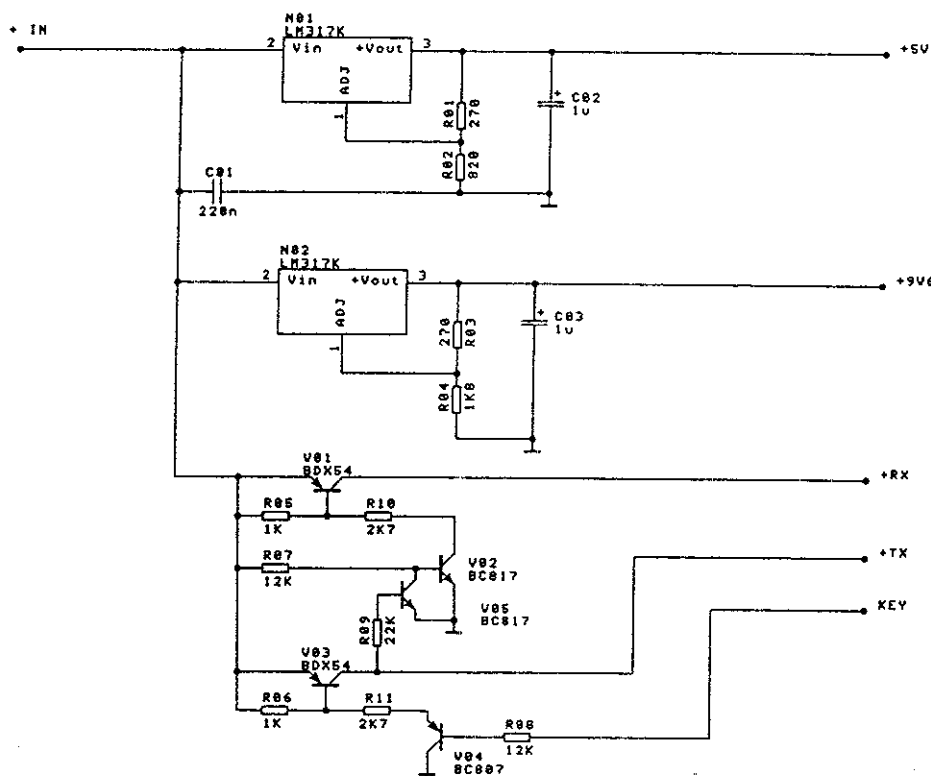 + IN
N01
LM317K
2
Vin
+Vout
3
ADJ
1
+5V
R01
270
C02
1u
R02
820
C01
220n
N02
LM317K
2
Vin
+Vout
3
ADJ
1
+9V6
270
R03
C03
1u
R04
1K8
V01
BDX54
+RX
R05
1K
R10
2K7
R07
12K
V02
BC817
+TX
V05
BC817
KEY
R09
22K
V03
BDX54
R06
1K
R11
2K7
R08
12K
V04
BC807